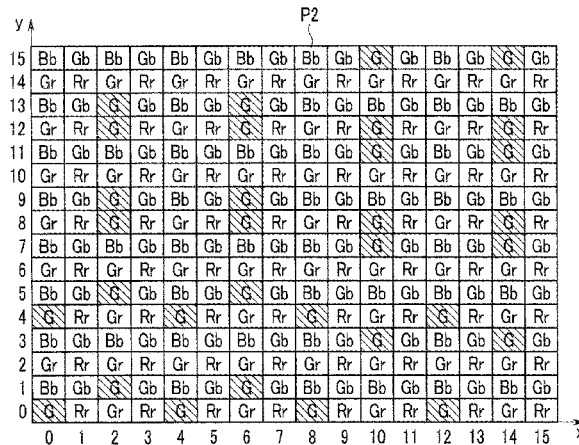 P2
y
15 Bb Gb Bb Gb Bb Gb Bb Gb Bb Gb G Gb Bb Gb G Gb
14 Gr Rr Gr Rr Gr Rr Gr Rr Gr Rr Gr Rr Gr Rr Gr Rr
13 Bb Gb G Gb Bb Gb G Gb Bb Gb Bb Gb Bb Gb Bb Gb
12 Gr Rr G Rr Gr Rr G Rr Gr Rr G Rr Gr Rr G Rr
11 Bb Gb Bb Gb Bb Gb Bb Gb Bb Gb G Gb Bb Gb G Gb
10 Gr Rr Gr Rr Gr Rr Gr Rr Gr Rr Gr Rr Gr Rr Gr Rr
9 Bb Gb G Gb Bb Gb G Gb Bb Gb Bb Gb Bb Gb Bb Gb
8 Gr Rr G Rr Gr Rr G Rr Gr Rr G Rr Gr Rr G Rr
7 Bb Gb Bb Gb Bb Gb Bb Gb Bb Gb G Gb Bb Gb G Gb
6 Gr Rr Gr Rr Gr Rr Gr Rr Gr Rr Gr Rr Gr Rr Gr Rr
5 Bb Gb G Gb Bb Gb G Gb Bb Gb Bb Gb Bb Gb Bb Gb
4 G Rr Gr Rr G Rr Gr Rr G Rr Gr Rr G Rr Gr Rr
3 Bb Gb Bb Gb Bb Gb Bb Gb Bb Gb G Gb Bb Gb G Gb
2 Gr Rr Gr Rr Gr Rr Gr Rr Gr Rr Gr Rr Gr Rr Gr Rr
1 Bb Gb G Gb Bb Gb G Gb Bb Gb Bb Gb Bb Gb Bb Gb
0 G Rr Gr Rr G Rr Gr Rr G Rr Gr Rr G Rr Gr Rr
0 1 2 3 4 5 6 7 8 9 10 11 12 13 14 15 x